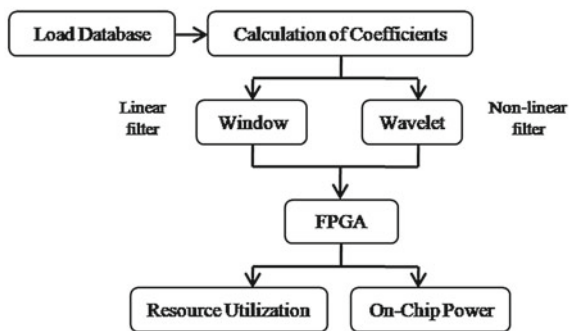 Load Database
Calculation of Coefficients
Linear
filter
Window
Wavelet
Non-linear
filter
FPGA
Resource Utilization
On-Chip Power